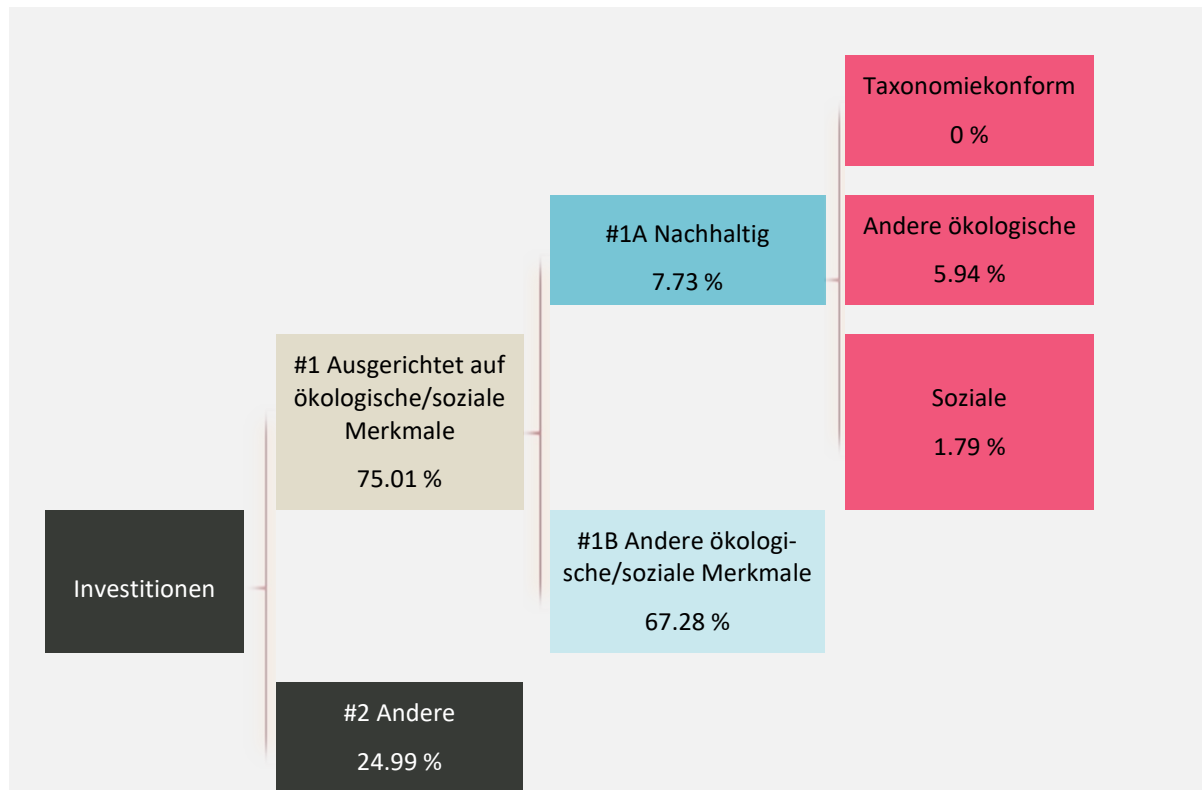 Taxonomiekonform
0 %
#1A Nachhaltig
7.73 %
Andere ökologische
5.94 %
#1 Ausgerichtet auf
ökologische/soziale
Merkmale
75.01 %
Soziale
1.79 %
Investitionen
#1B Andere ökologi-
sche/soziale Merkmale
67.28 %
#2 Andere
24.99 %